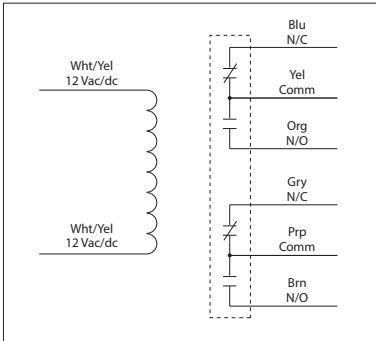 Wht/Yel
12 Vac/dc
Wht/Yel
12 Vac/dc
Blu
N/C
Yel
Comm
Org
N/O
Gry
N/C
Prp
Comm
Brn
N/O